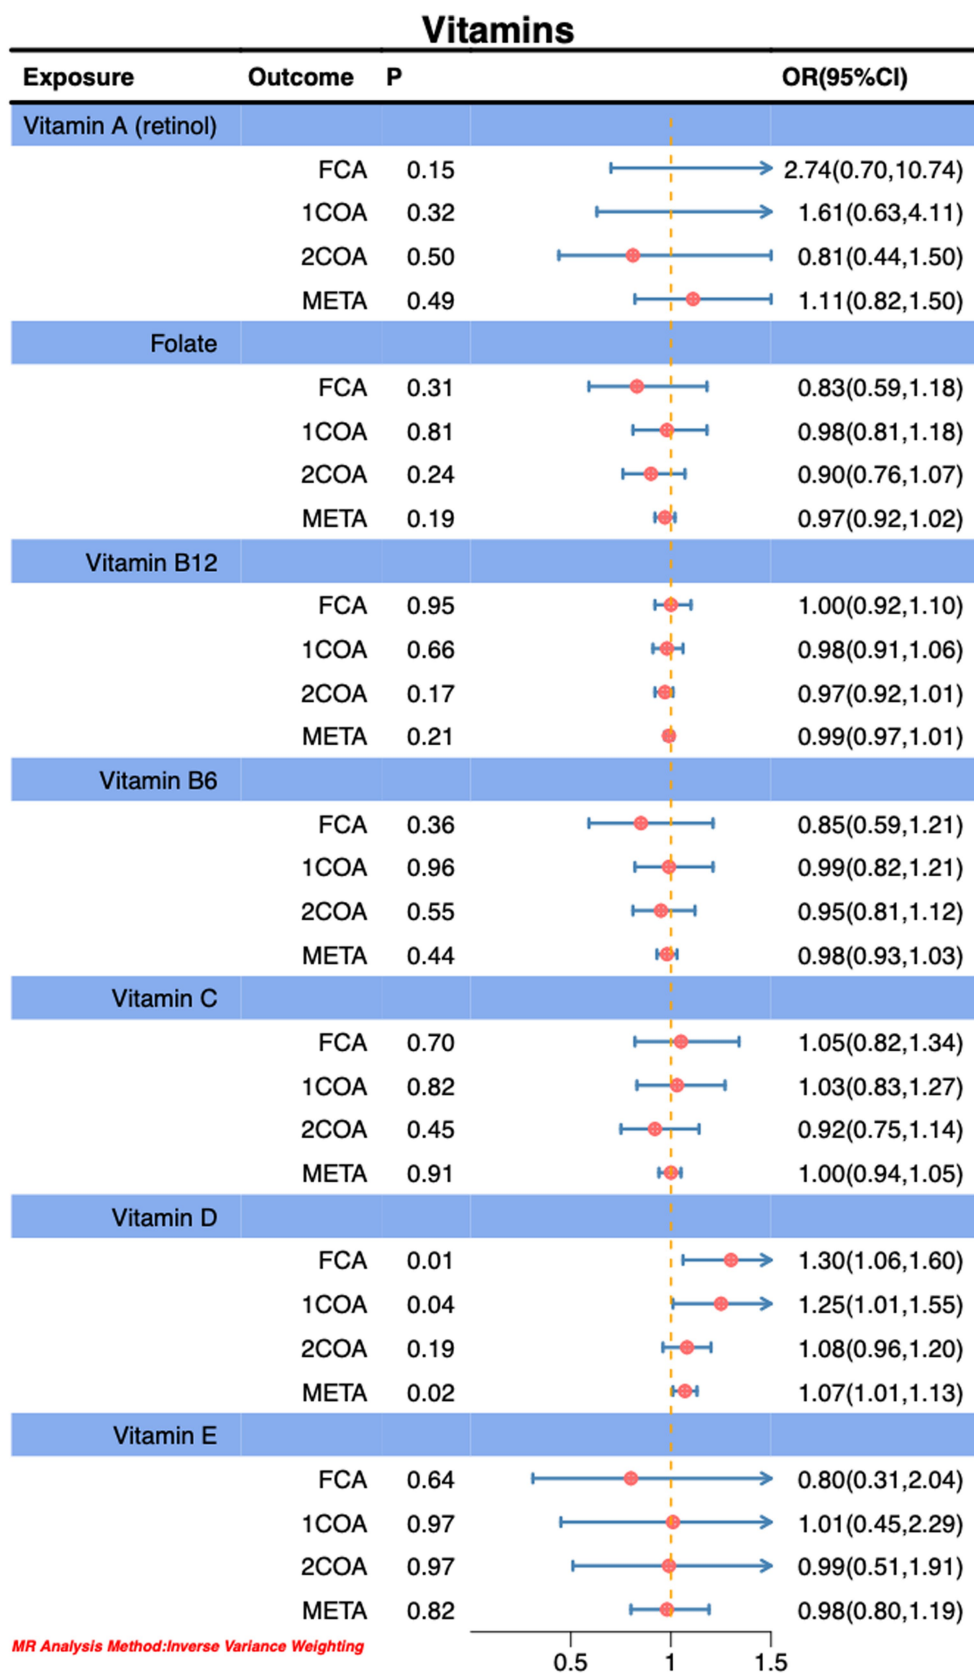 Vitamins
Exposure Outcome P OR(95%CI)
Vitamin A (retinol)
FCA 0.15 2.74(0.70,10.74)
1COA 0.32 1.61(0.63,4.11)
2COA 0.50 0.81(0.44,1.50)
META 0.49 1.11(0.82,1.50)
Folate
FCA 0.31 0.83(0.59,1.18)
1COA 0.81 0.98(0.81,1.18)
2COA 0.24 0.90(0.76,1.07)
META 0.19 0.97(0.92,1.02)
Vitamin B12
FCA 0.95 1.00(0.92,1.10)
1COA 0.66 0.98(0.91,1.06)
2COA 0.17 0.97(0.92,1.01)
META 0.21 0.99(0.97,1.01)
Vitamin B6
FCA 0.36 0.85(0.59,1.21)
1COA 0.96 0.99(0.82,1.21)
2COA 0.55 0.95(0.81,1.12)
META 0.44 0.98(0.93,1.03)
Vitamin C
FCA 0.70 1.05(0.82,1.34)
1COA 0.82 1.03(0.83,1.27)
2COA 0.45 0.92(0.75,1.14)
META 0.91 1.00(0.94,1.05)
Vitamin D
FCA 0.01 1.30(1.06,1.60)
1COA 0.04 1.25(1.01,1.55)
2COA 0.19 1.08(0.96,1.20)
META 0.02 1.07(1.01,1.13)
Vitamin E
FCA 0.64 0.80(0.31,2.04)
1COA 0.97 1.01(0.45,2.29)
2COA 0.97 0.99(0.51,1.91)
META 0.82 0.98(0.80,1.19)
MR Analysis Method:Inverse Variance Weighting
0.5 1 1.5